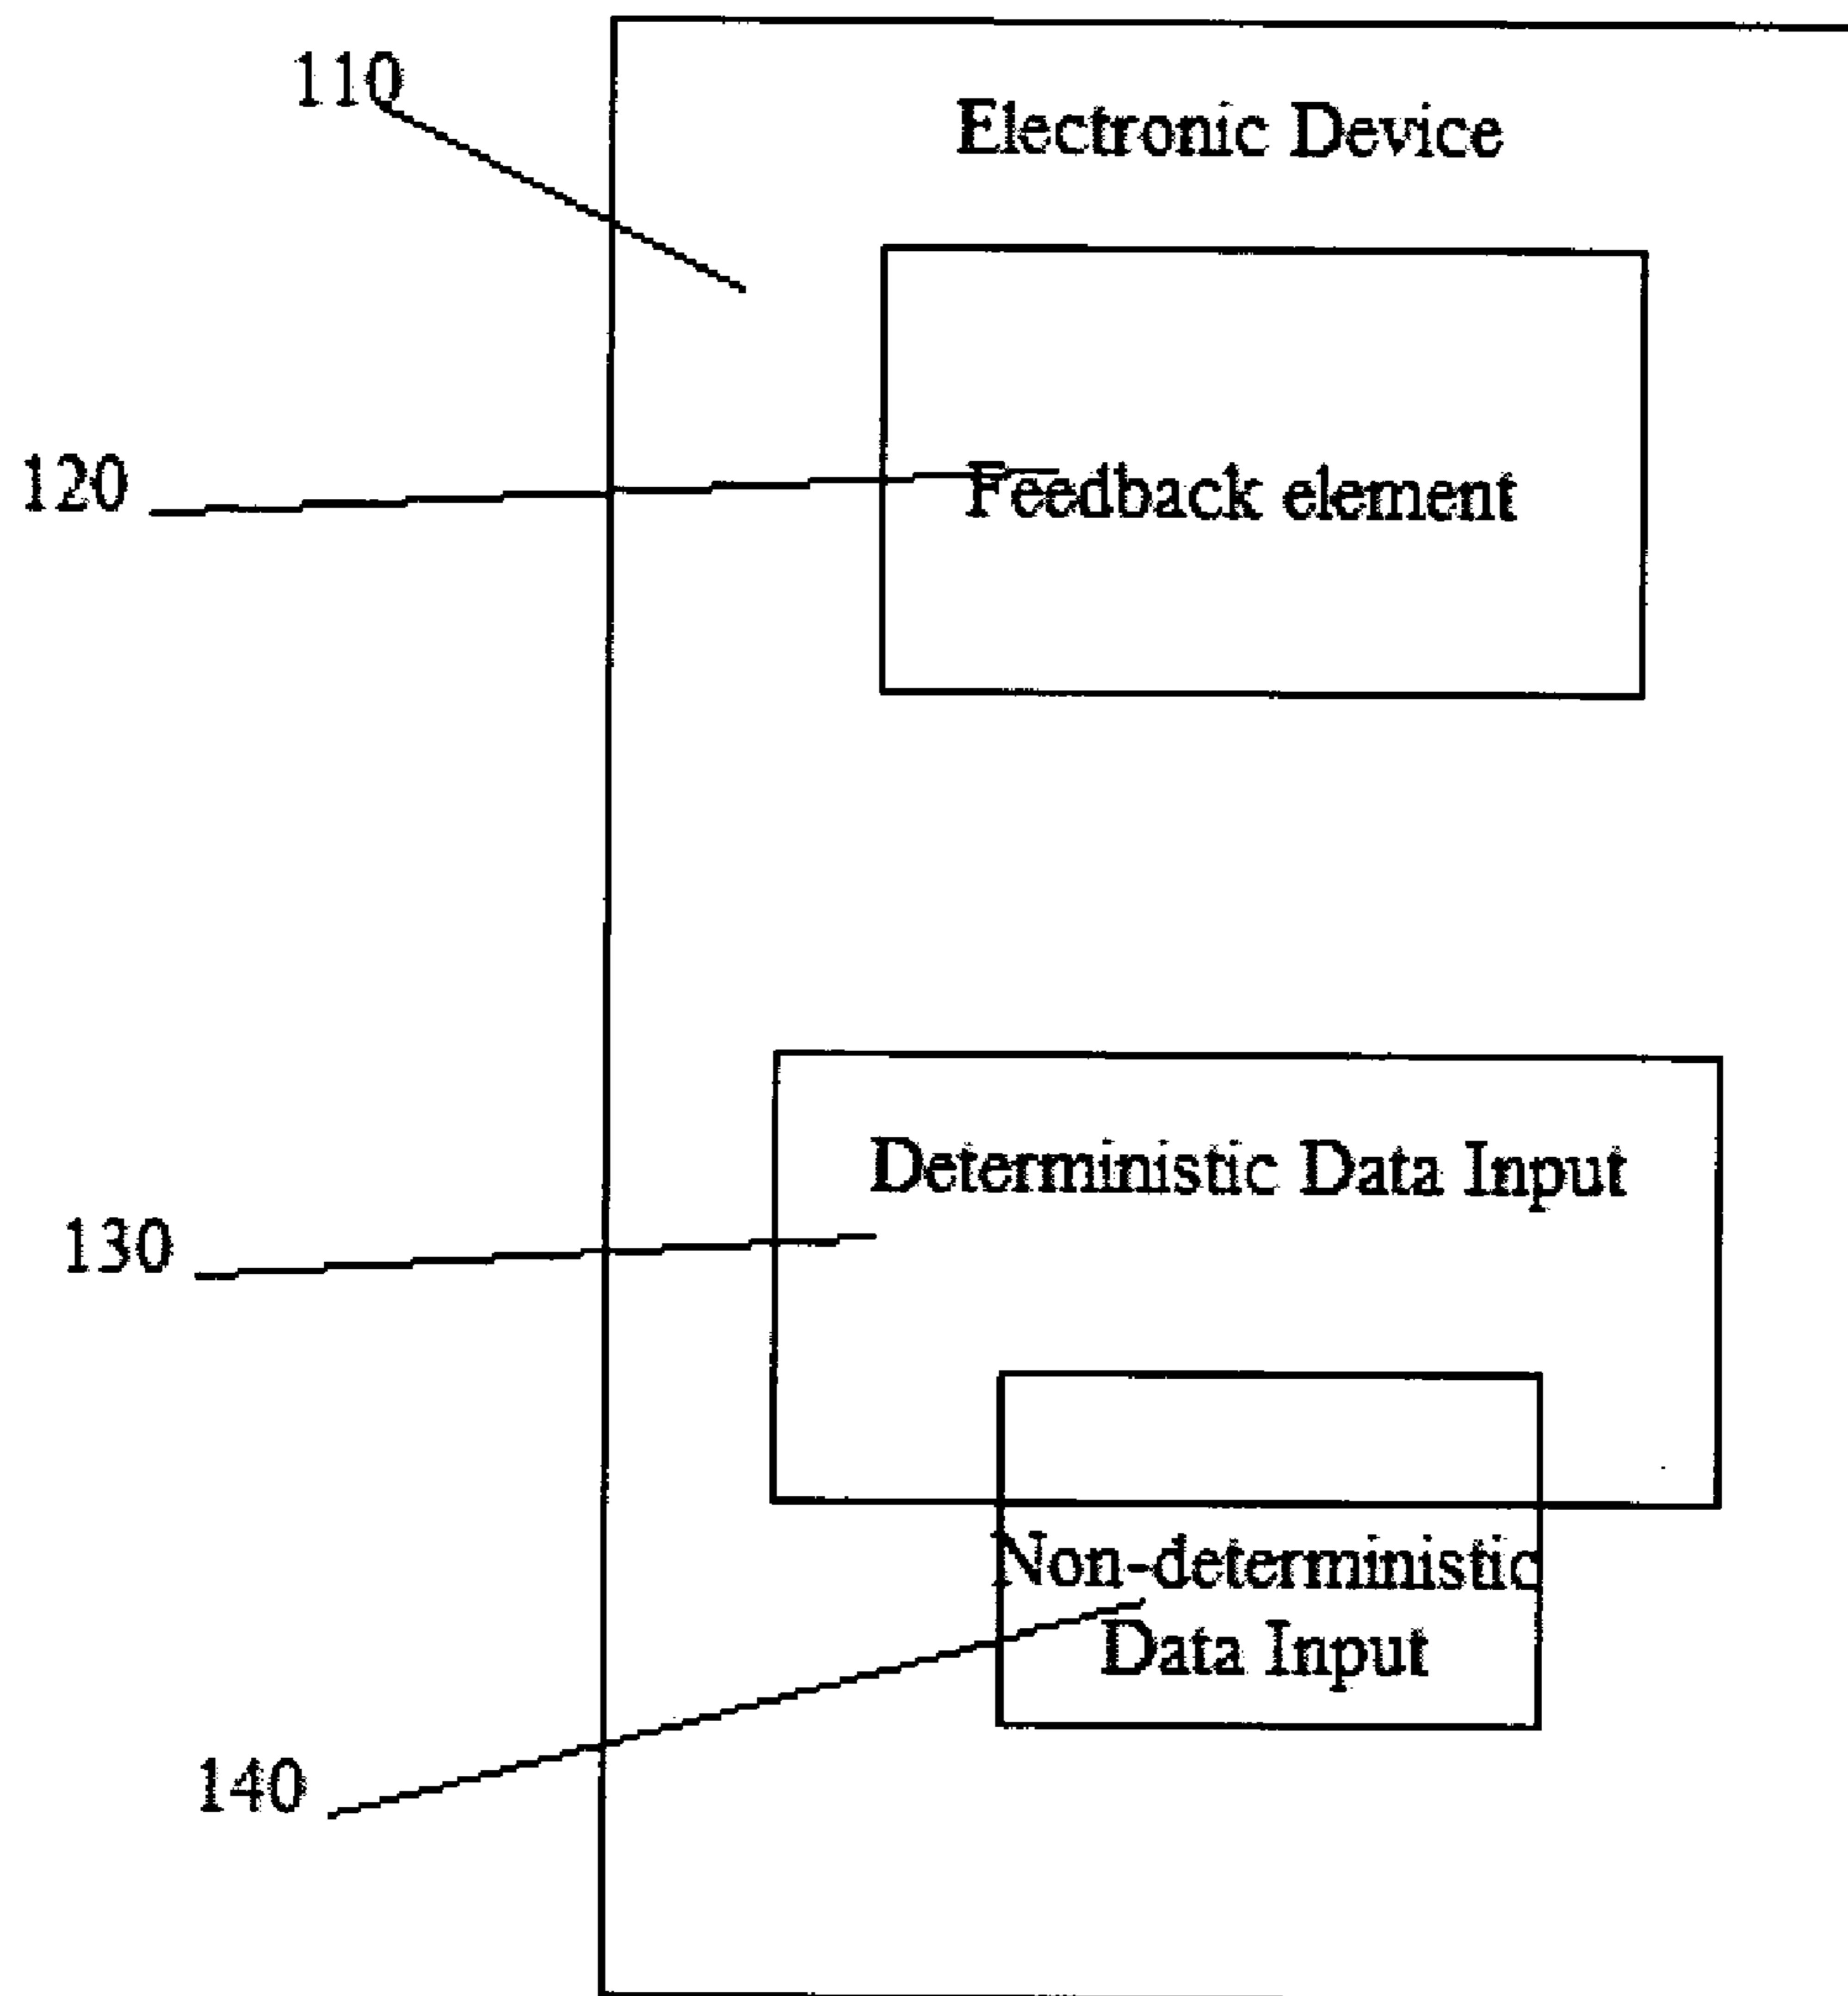 110
Electronic Device
120
Feedback element
Deterministic Data Input
130
Non-deterministic
Data Input
140